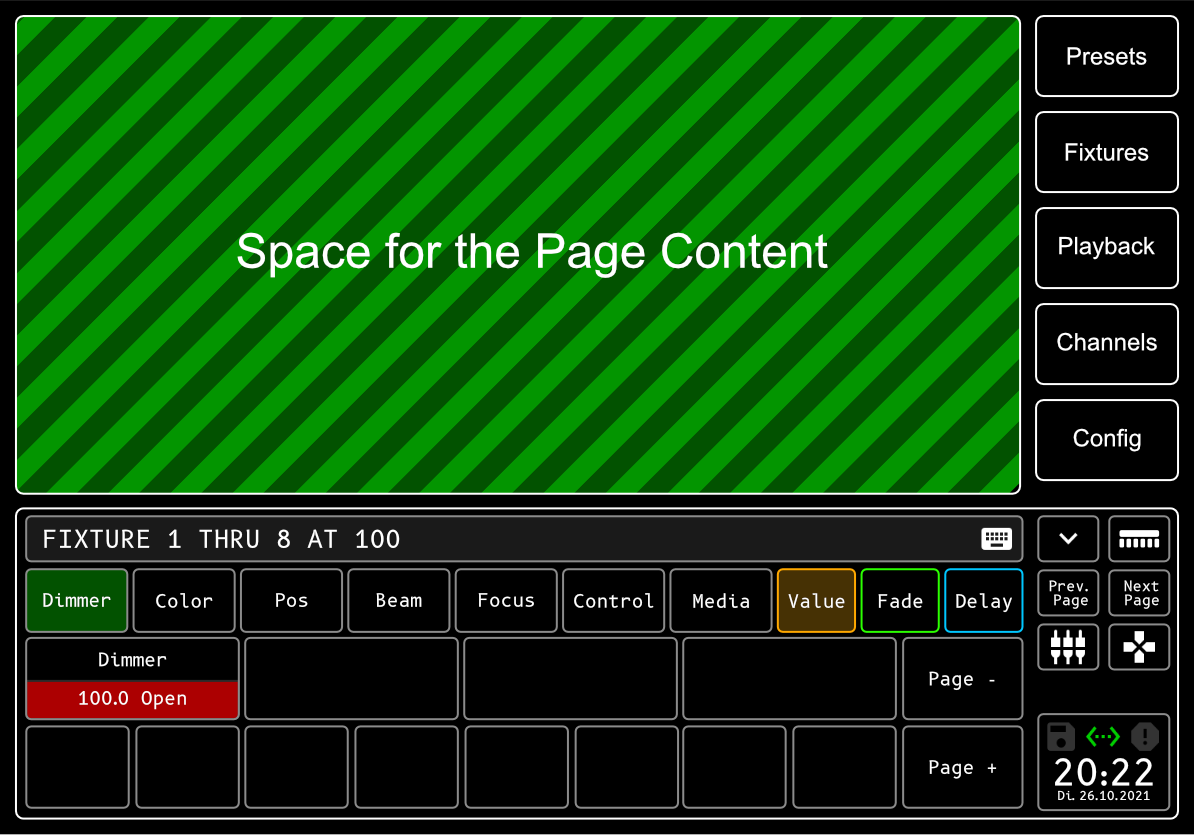 Presets
Fixtures
Space for the Page Content
Playback
Channels
Config
FIXTURE 1 THRU 8 AT 100
Dimmer Color Pos Beam Focus Control Media Value Fade Delay
Prev. Page
Next Page
Dimmer
100.0 Open
Page -
Page +
20:22
Di. 26.10.2021